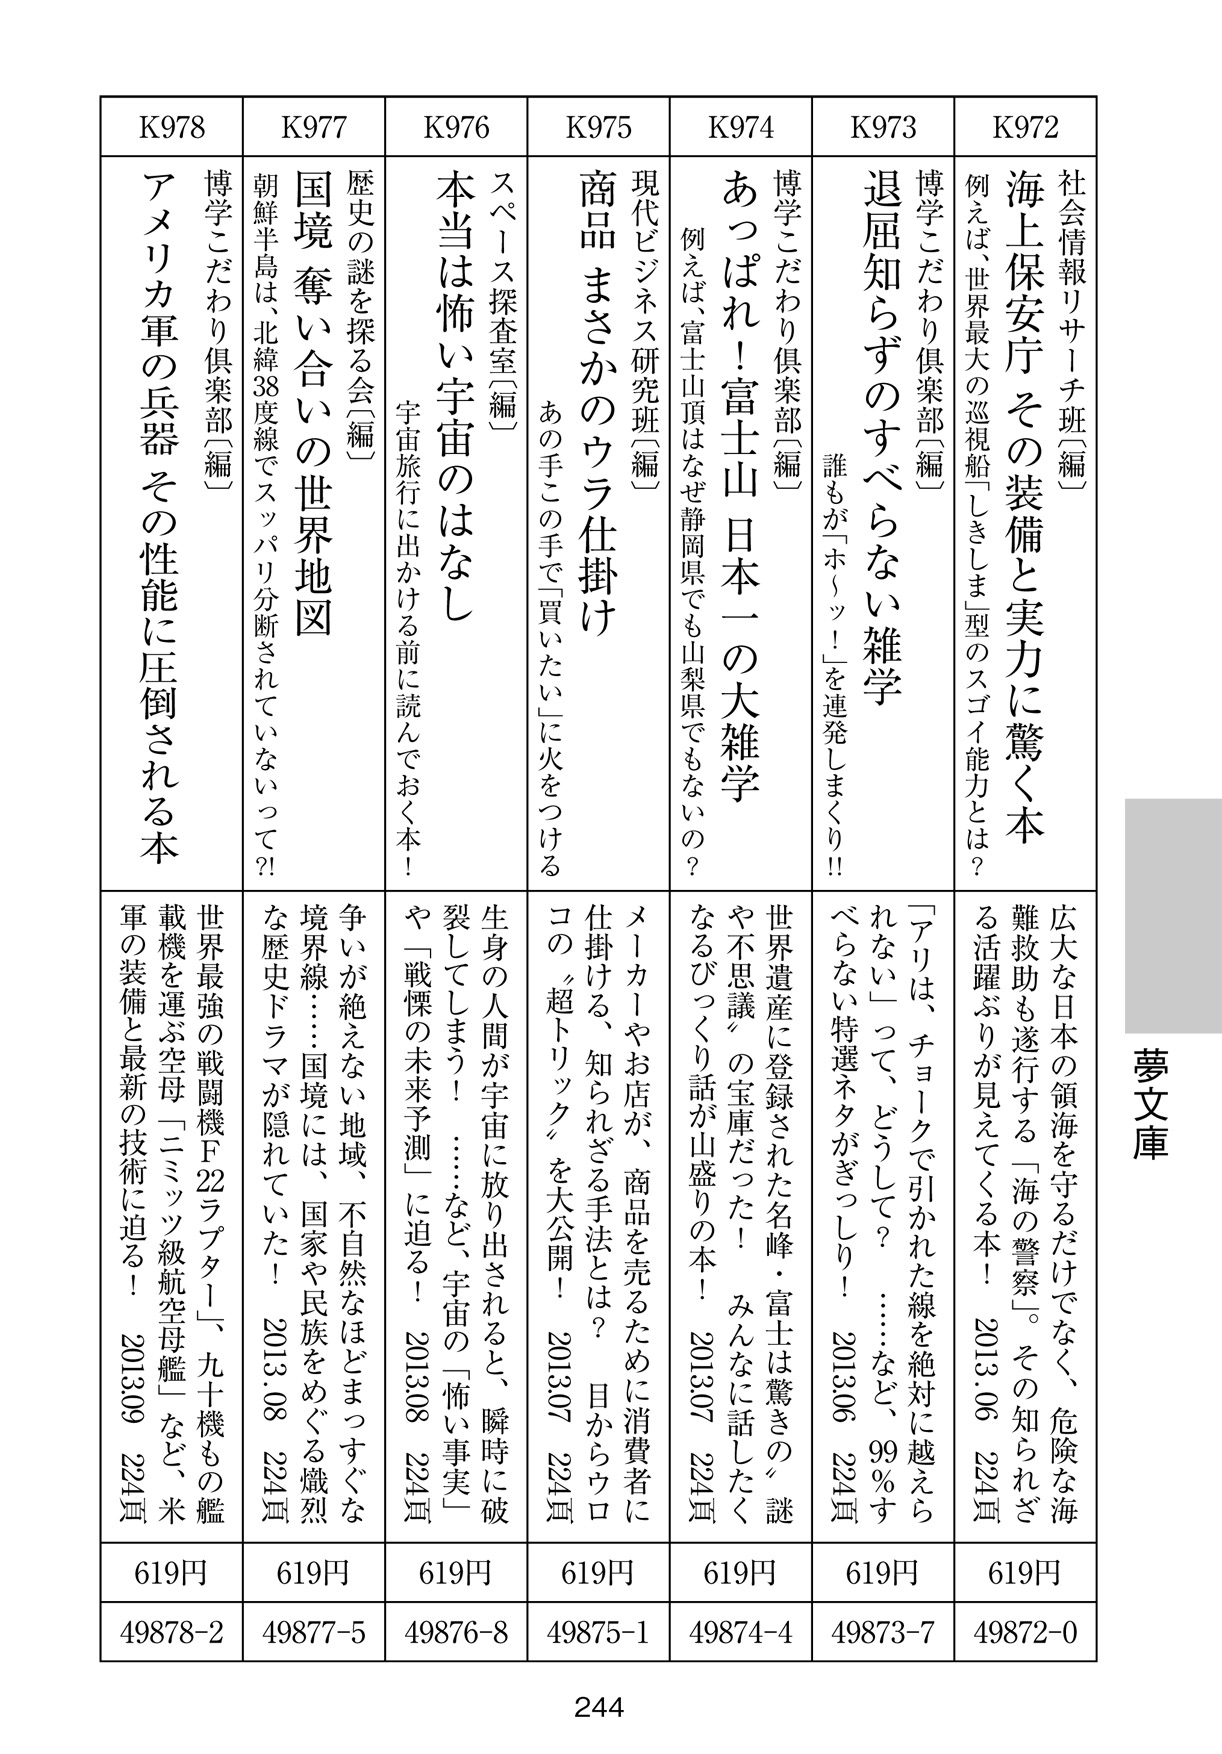 夢文庫
K972
社会情報リサーチ班〔編〕
海上保安庁 その装備と実力に驚く本
例えば、世界最大の巡視船「しきしま」型のスゴイ能力とは？
広大な日本の領海を守るだけでなく、危険な海
難救助も遂行する「海の警察」。その知られざ
る活躍ぶりが見えてくる本！　2013.06　224頁
619円
49872-0
K973
博学こだわり倶楽部〔編〕
退屈知らずのすべらない雑学
誰もが「ホ〜ッ！」を連発しまくり!!
「アリは、チョークで引かれた線を絶対に越えら
れない」って、どうして？　……など、99％す
べらない特選ネタがぎっしり！　2013.06　224頁
619円
49873-7
K974
博学こだわり倶楽部〔編〕
あっぱれ！富士山 日本一の大雑学
例えば、富士山頂はなぜ静岡県でも山梨県でもないの？
世界遺産に登録された名峰・富士は驚きの〝謎
や不思議〟の宝庫だった！　みんなに話したく
なるびっくり話が山盛りの本！　2013.07　224頁
619円
49874-4
K975
現代ビジネス研究班〔編〕
商品 まさかのウラ仕掛け
あの手この手で「買いたい」に火をつける
メーカーやお店が、商品を売るために消費者に
仕掛ける、知られざる手法とは？　目からウロ
コの〝超トリック〟を大公開！　2013.07　224頁
619円
49875-1
K976
スペース探査室〔編〕
本当は怖い宇宙のはなし
宇宙旅行に出かける前に読んでおく本！
生身の人間が宇宙に放り出されると、瞬時に破
裂してしまう！　……など、宇宙の「怖い事実」
や「戦慄の未来予測」に迫る！　2013.08　224頁
619円
49876-8
K977
歴史の謎を探る会〔編〕
国境 奪い合いの世界地図
朝鮮半島は、北緯38度線でスッパリ分断されていないって?!
争いが絶えない地域、不自然なほどまっすぐな
境界線……国境には、国家や民族をめぐる熾烈
な歴史ドラマが隠れていた！　2013.08　224頁
619円
49877-5
K978
博学こだわり倶楽部〔編〕
アメリカ軍の兵器 その性能に圧倒される本
世界最強の戦闘機F22ラプター」、九十機もの艦
載機を運ぶ空母「ニミッツ級航空母艦」など、米
軍の装備と最新の技術に迫る！　2013.09　224頁
619円
49878-2
244